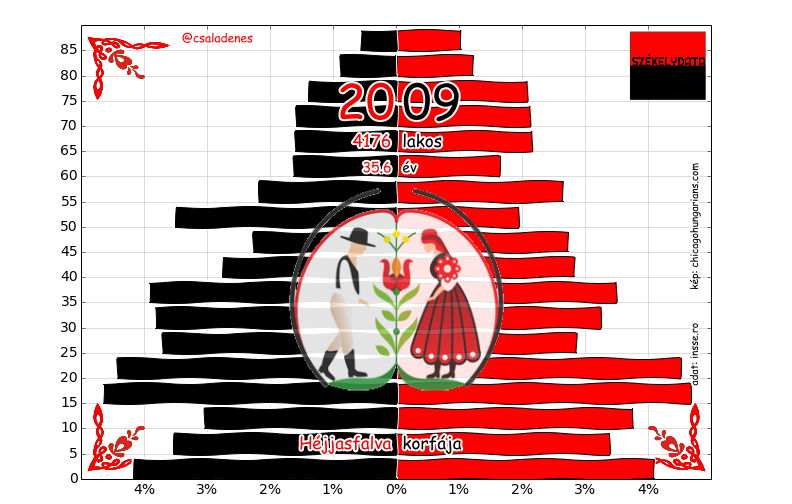 @csaladenes
SZÉKELYDATA
2009
4176 lakos
35.6 év
kép: chicagohungarians.com
adat: insse.ro
Héjjasfalva korfája
85
80
75
70
65
60
55
50
45
40
35
30
25
20
15
10
5
0
4% 3% 2% 1% 0% 1% 2% 3% 4%